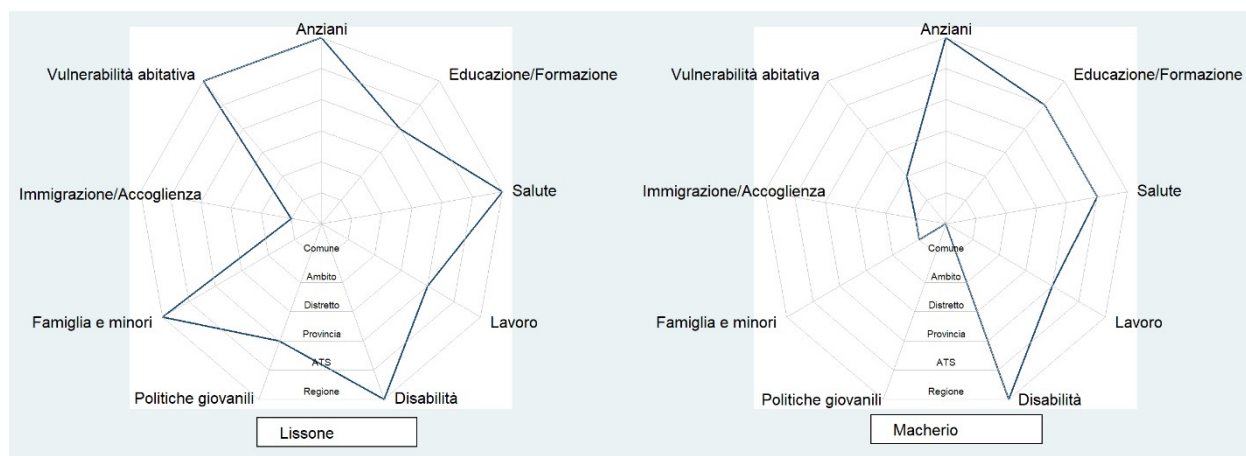 Anziani
Vulnerabilità abitativa
Educazione/Formazione
Immigrazione/Accoglienza
Salute
Comune
Ambito
Distretto
Famiglia e minori
Lavoro
Provincia
ATS
Regione
Politiche giovanili
Disabilità
Lissone
Anziani
Vulnerabilità abitativa
Educazione/Formazione
Immigrazione/Accoglienza
Salute
Comune
Ambito
Distretto
Famiglia e minori
Lavoro
Provincia
ATS
Regione
Politiche giovanili
Disabilità
Macherio